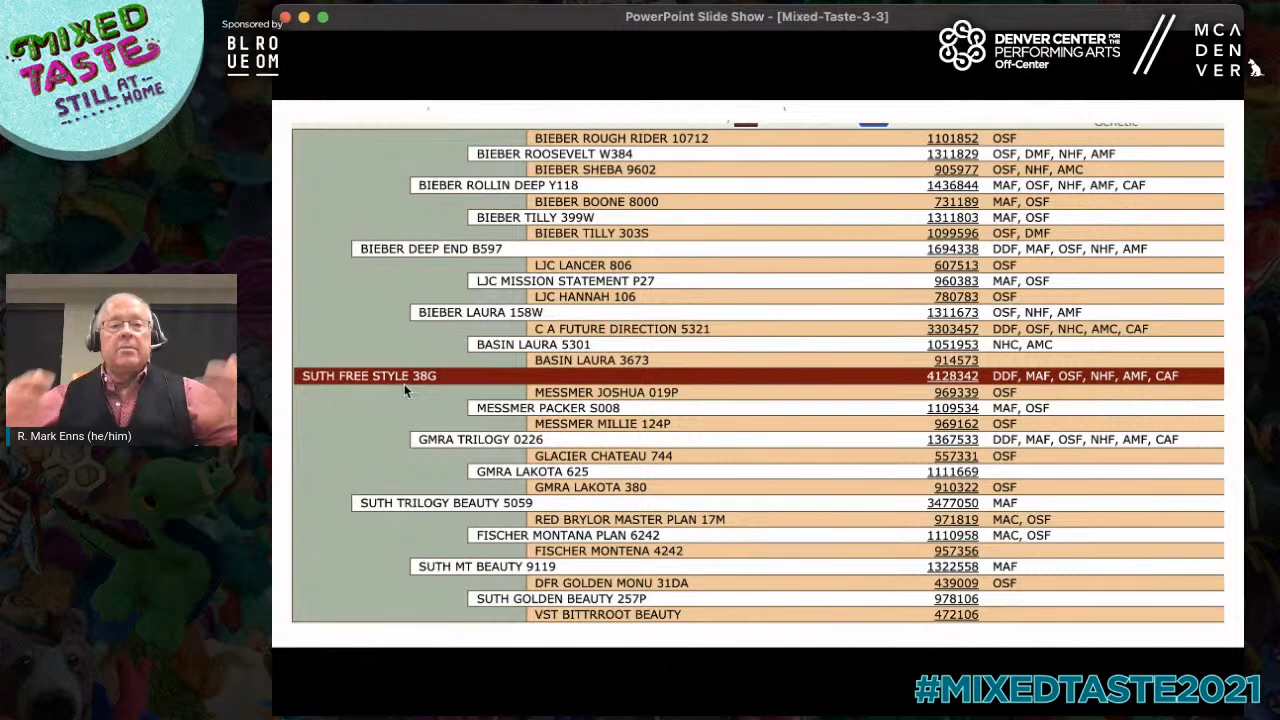 MIXED
TASTE
STILL AT
HOME
Sponsored by
BL RO
UE OM
PowerPoint Slide Show - [Mixed-Taste-3-3]
DENVER CENTER FOR THE
PERFORMING ARTS
Off-Center
MCA
DEN
VER
Genetic
BIEBER ROUGH RIDER 10712 1101852 OSF
BIEBER ROOSEVELT W384 1311829 OSF, DMF, NHF, AMF
BIEBER SHEBA 9602 905977 OSF, NHF, AMC
BIEBER ROLLIN DEEP Y118 1436844 MAF, OSF, NHF, AMF, CAF
BIEBER BOONE 8000 731189 MAF, OSF
BIEBER TILLY 399W 1311803 MAF, OSF
BIEBER TILLY 303S 1099596 OSF, DMF
BIEBER DEEP END B597 1694338 DDF, MAF, OSF, NHF, AMF
LJC LANCER 806 607513 OSF
LJC MISSION STATEMENT P27 960383 MAF, OSF
LJC HANNAH 106 780783 OSF
BIEBER LAURA 158W 1311673 OSF, NHF, AMF
C A FUTURE DIRECTION 5321 3303457 DDF, OSF, NHC, AMC, CAF
BASIN LAURA 5301 1051953 NHC, AMC
BASIN LAURA 3673 914573
SUTH FREE STYLE 38G 4128342 DDF, MAF, OSF, NHF, AMF, CAF
MESSMER JOSHUA 019P 969339 OSF
MESSMER PACKER S008 1109534 MAF, OSF
MESSMER MILLIE 124P 969162 OSF
GMRA TRILOGY 0226 1367533 DDF, MAF, OSF, NHF, AMF, CAF
GLACIER CHATEAU 744 557331 OSF
GMRA LAKOTA 625 1111669
GMRA LAKOTA 380 910322 OSF
SUTH TRILOGY BEAUTY 5059 3477050 MAF
RED BRYLOR MASTER PLAN 17M 971819 MAC, OSF
FISCHER MONTANA PLAN 6242 1110958 MAC, OSF
FISCHER MONTENA 4242 957356
SUTH MT BEAUTY 9119 1322558 MAF
DFR GOLDEN MONU 31DA 439009 OSF
SUTH GOLDEN BEAUTY 257P 978106
VST BITTRROOT BEAUTY 472106
R. Mark Enns (he/him)
#MIXEDTASTE2021